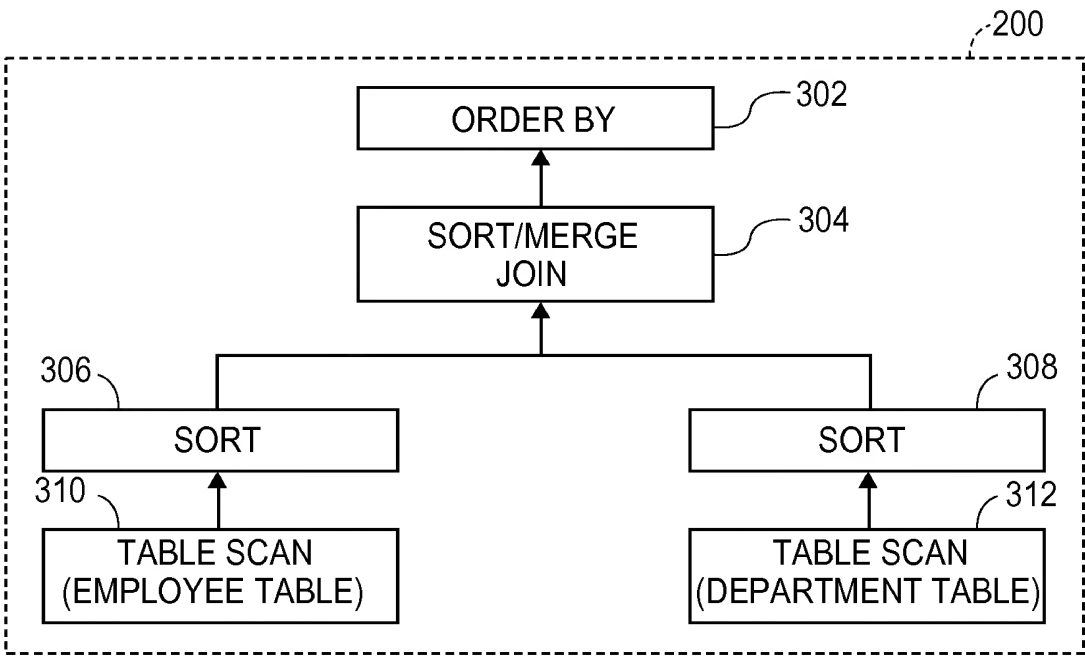 200
ORDER BY
302
SORT/MERGE
JOIN
304
306
308
SORT
SORT
310
312
TABLE SCAN
(EMPLOYEE TABLE)
TABLE SCAN
(DEPARTMENT TABLE)